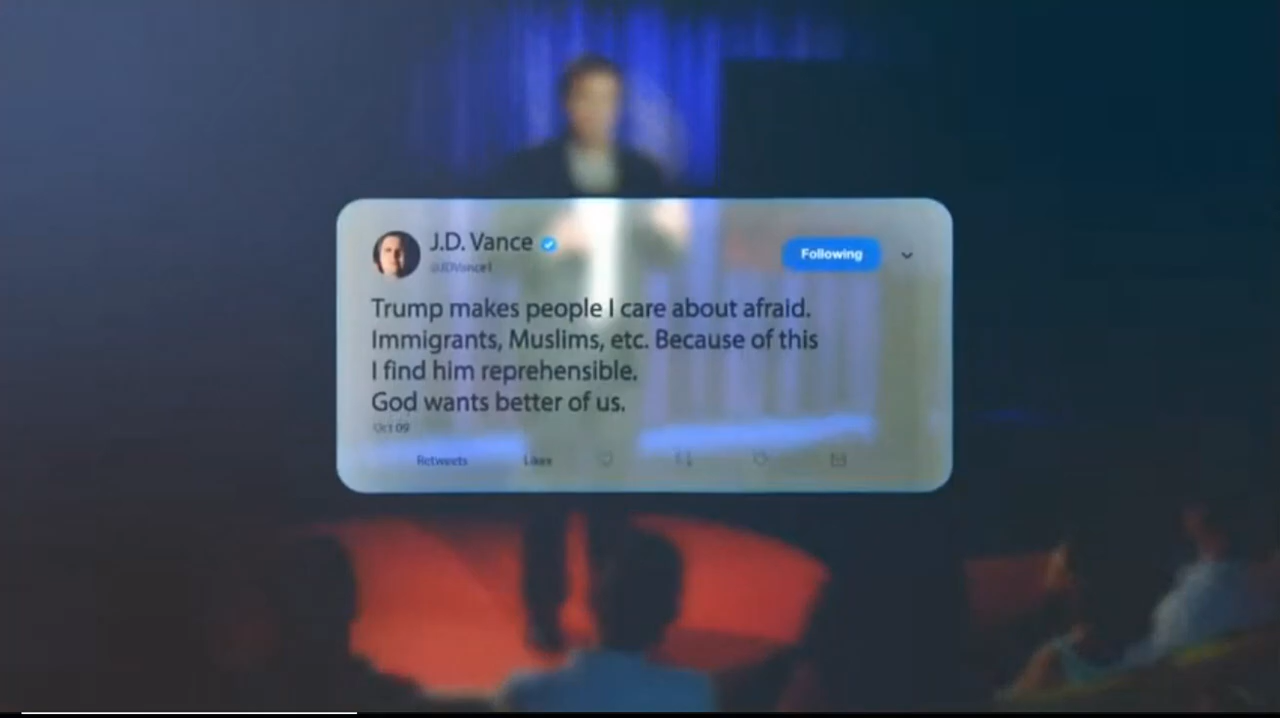 J.D. Vance
@JDVance1
Following
Trump makes people I care about afraid.
Immigrants, Muslims, etc. Because of this
I find him reprehensible.
God wants better of us.
Oct 09
Retweets Likes